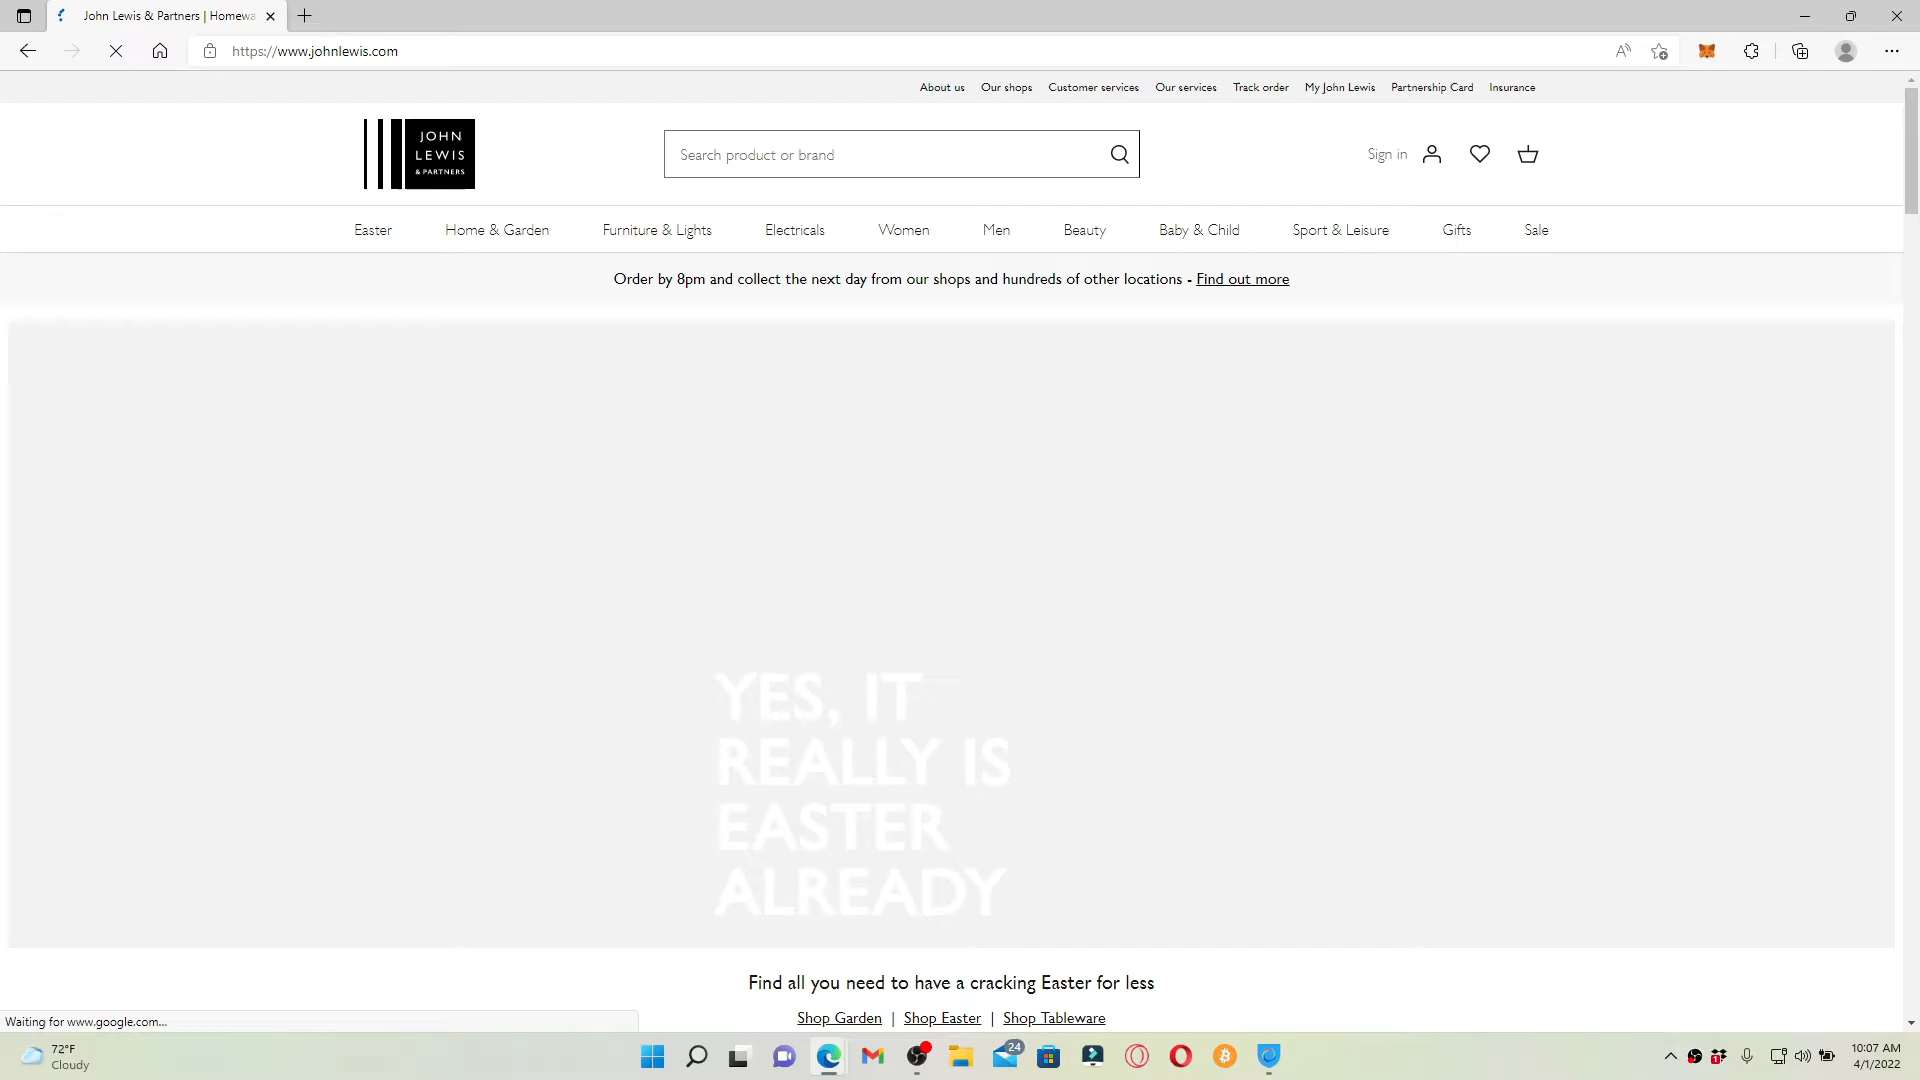 John Lewis & Partners | Homewa
https://www.johnlewis.com
About us Our shops Customer services Our services Track order My John Lewis Partnership Card Insurance
JOHN
LEWIS
& PARTNERS
Search product or brand
Sign in
Easter Home & Garden Furniture & Lights Electricals Women Men Beauty Baby & Child Sport & Leisure Gifts Sale
Order by 8pm and collect the next day from our shops and hundreds of other locations - Find out more
YES, IT
REALLY IS
EASTER
ALREADY
Find all you need to have a cracking Easter for less
Shop Garden | Shop Easter | Shop Tableware
Waiting for www.google.com...
72°F
Cloudy
24
1
10:07 AM
4/1/2022